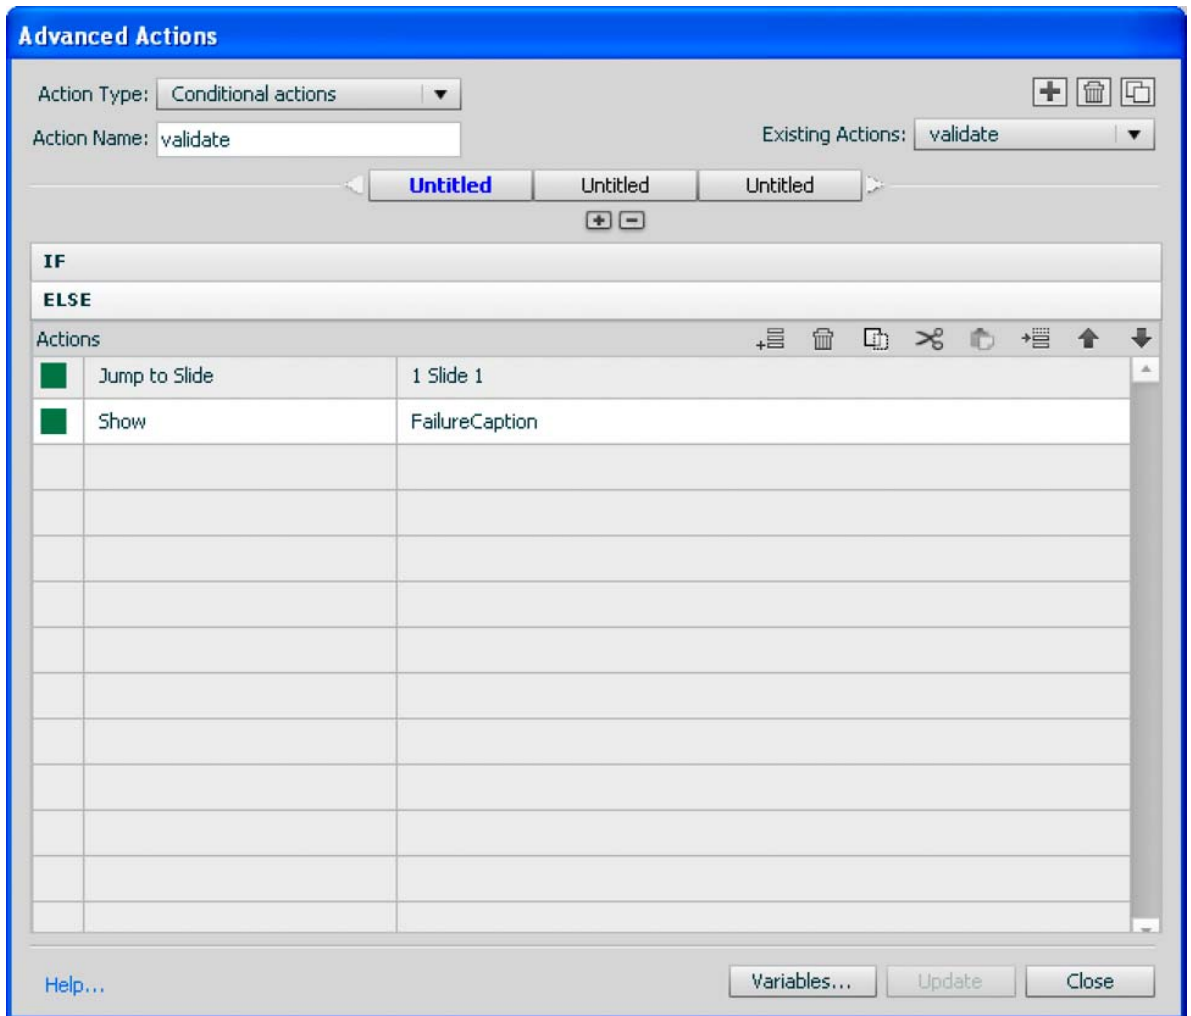 Advanced Actions
Action Type: Conditional actions
Action Name: validate
Existing Actions: validate
Untitled Untitled Untitled
IF
ELSE
Actions
Jump to Slide 1 Slide 1
Show FailureCaption
Help... Variables... Update Close